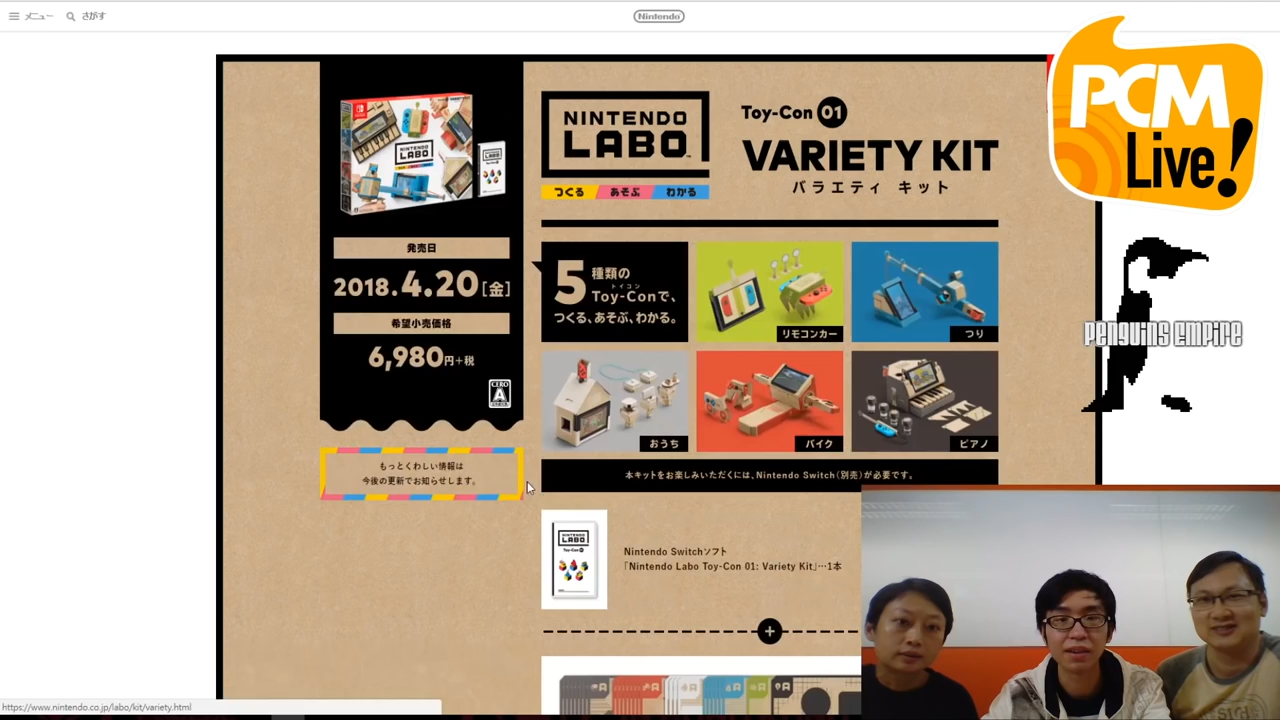 メニュー
さがす
Nintendo
PCM
Live!
PENGUINS EMPIRE
NINTENDO
LABO
発売日
2018.4.20[金]
希望小売価格
6,980円+税
CERO
A
もっとくわしい情報は
今後の更新でお知らせします。
NINTENDO
LABO™
つくる あそぶ わかる
Toy-Con 01
VARIETY KIT
バラエティ キット
5種類の
トイコン
Toy-Conで、
つくる、あそぶ、わかる。
リモコンカー
つり
おうち
バイク
ピアノ
本キットをお楽しみいただくには、Nintendo Switch(別売)が必要です。
NINTENDO
LABO
Toy-Con
Nintendo Switchソフト
「Nintendo Labo Toy-Con 01: Variety Kit」…1本
https://www.nintendo.co.jp/labo/kit/variety.html